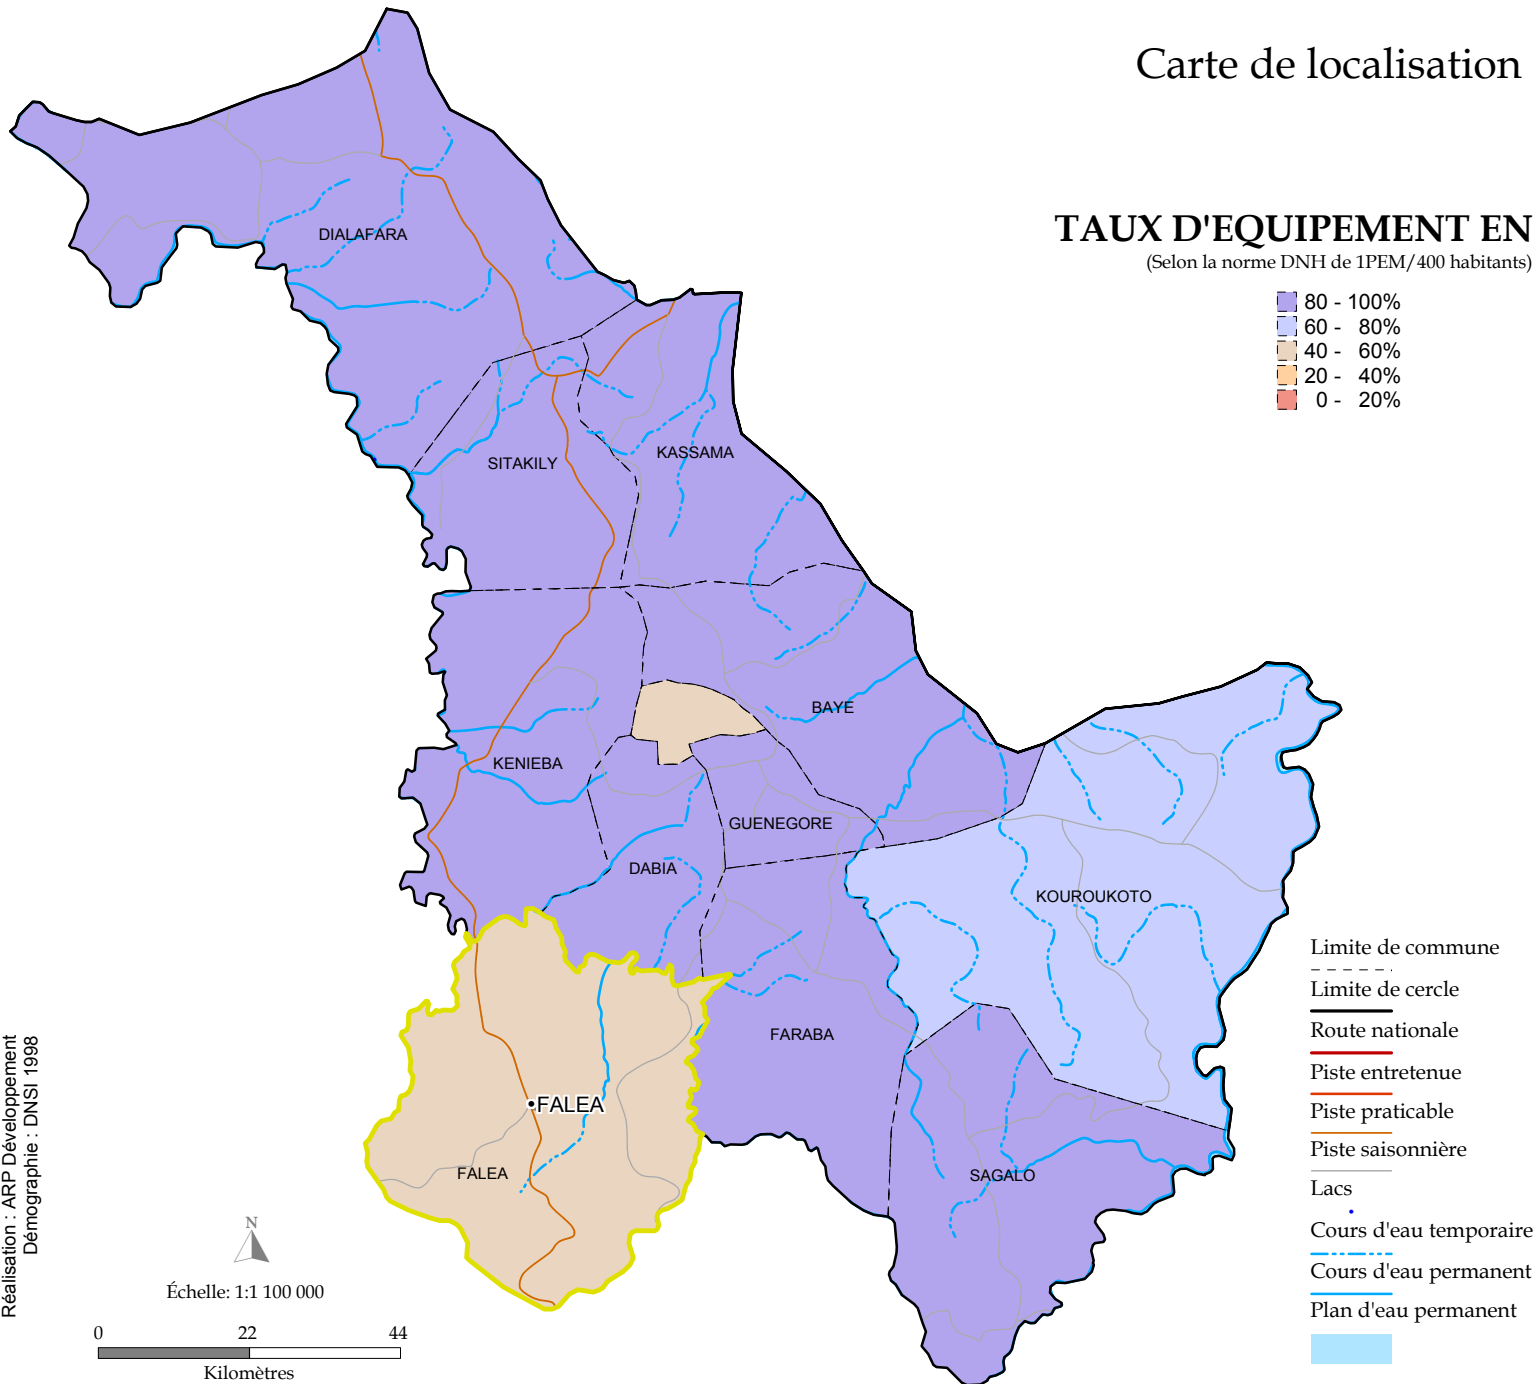 Carte de localisation
TAUX D'EQUIPEMENT EN
(Selon la norme DNH de 1PEM/400 habitants)
80 - 100%
60 - 80%
40 - 60%
20 - 40%
0 - 20%
DIALAFARA
SITAKILY
KASSAMA
BAYE
KENIEBA
GUENEGORE
DABIA
KOUROUKOTO
FARABA
FALEA
FALEA
SAGALO
Limite de commune
Limite de cercle
Route nationale
Piste entretenue
Piste praticable
Piste saisonnière
Lacs
Cours d'eau temporaire
Cours d'eau permanent
Plan d'eau permanent
Réalisation : ARP Développement
Démographie : DNSI 1998
N
Échelle: 1:1 100 000
0 22 44
Kilomètres